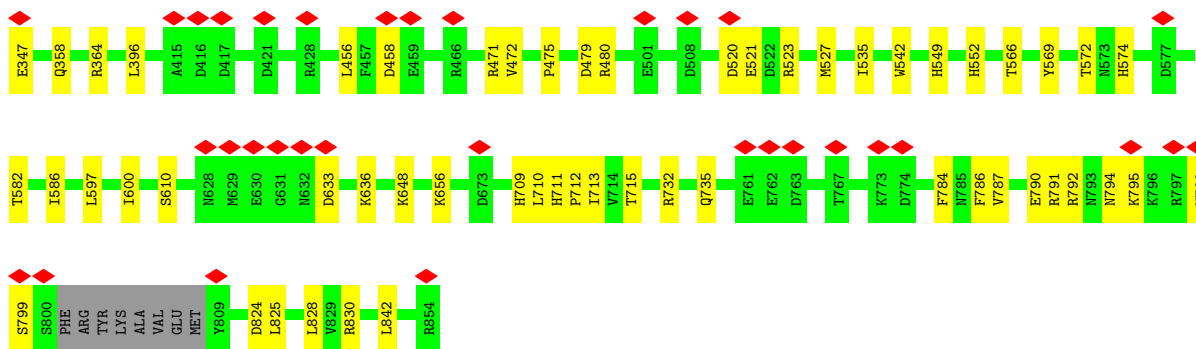 E347 Q358 R364 L396 A415 D416 D417 D421 R428 L456 F457 D458 E459 R466 R471 V472 P475 D479 R480 E501 D508 D520 E521 D522 R523 M527 I535 W542 H549 H552 T566 Y569 T572 N573 H574 D577
T582 I586 L597 I600 S610 N628 M629 E630 G631 N632 D633 K636 K648 K656 D673 H709 L710 H711 P712 I713 V714 T715 R732 Q735 E761 E762 D763 T767 K773 D774 F784 N785 F786 V787 E790 R791 R792 N793 N794 K795 K796 R797
S799 S800 PHE ARG TYR LYS ALA VAL GLU MET Y809 D824 L825 L828 V829 R830 L842 R854